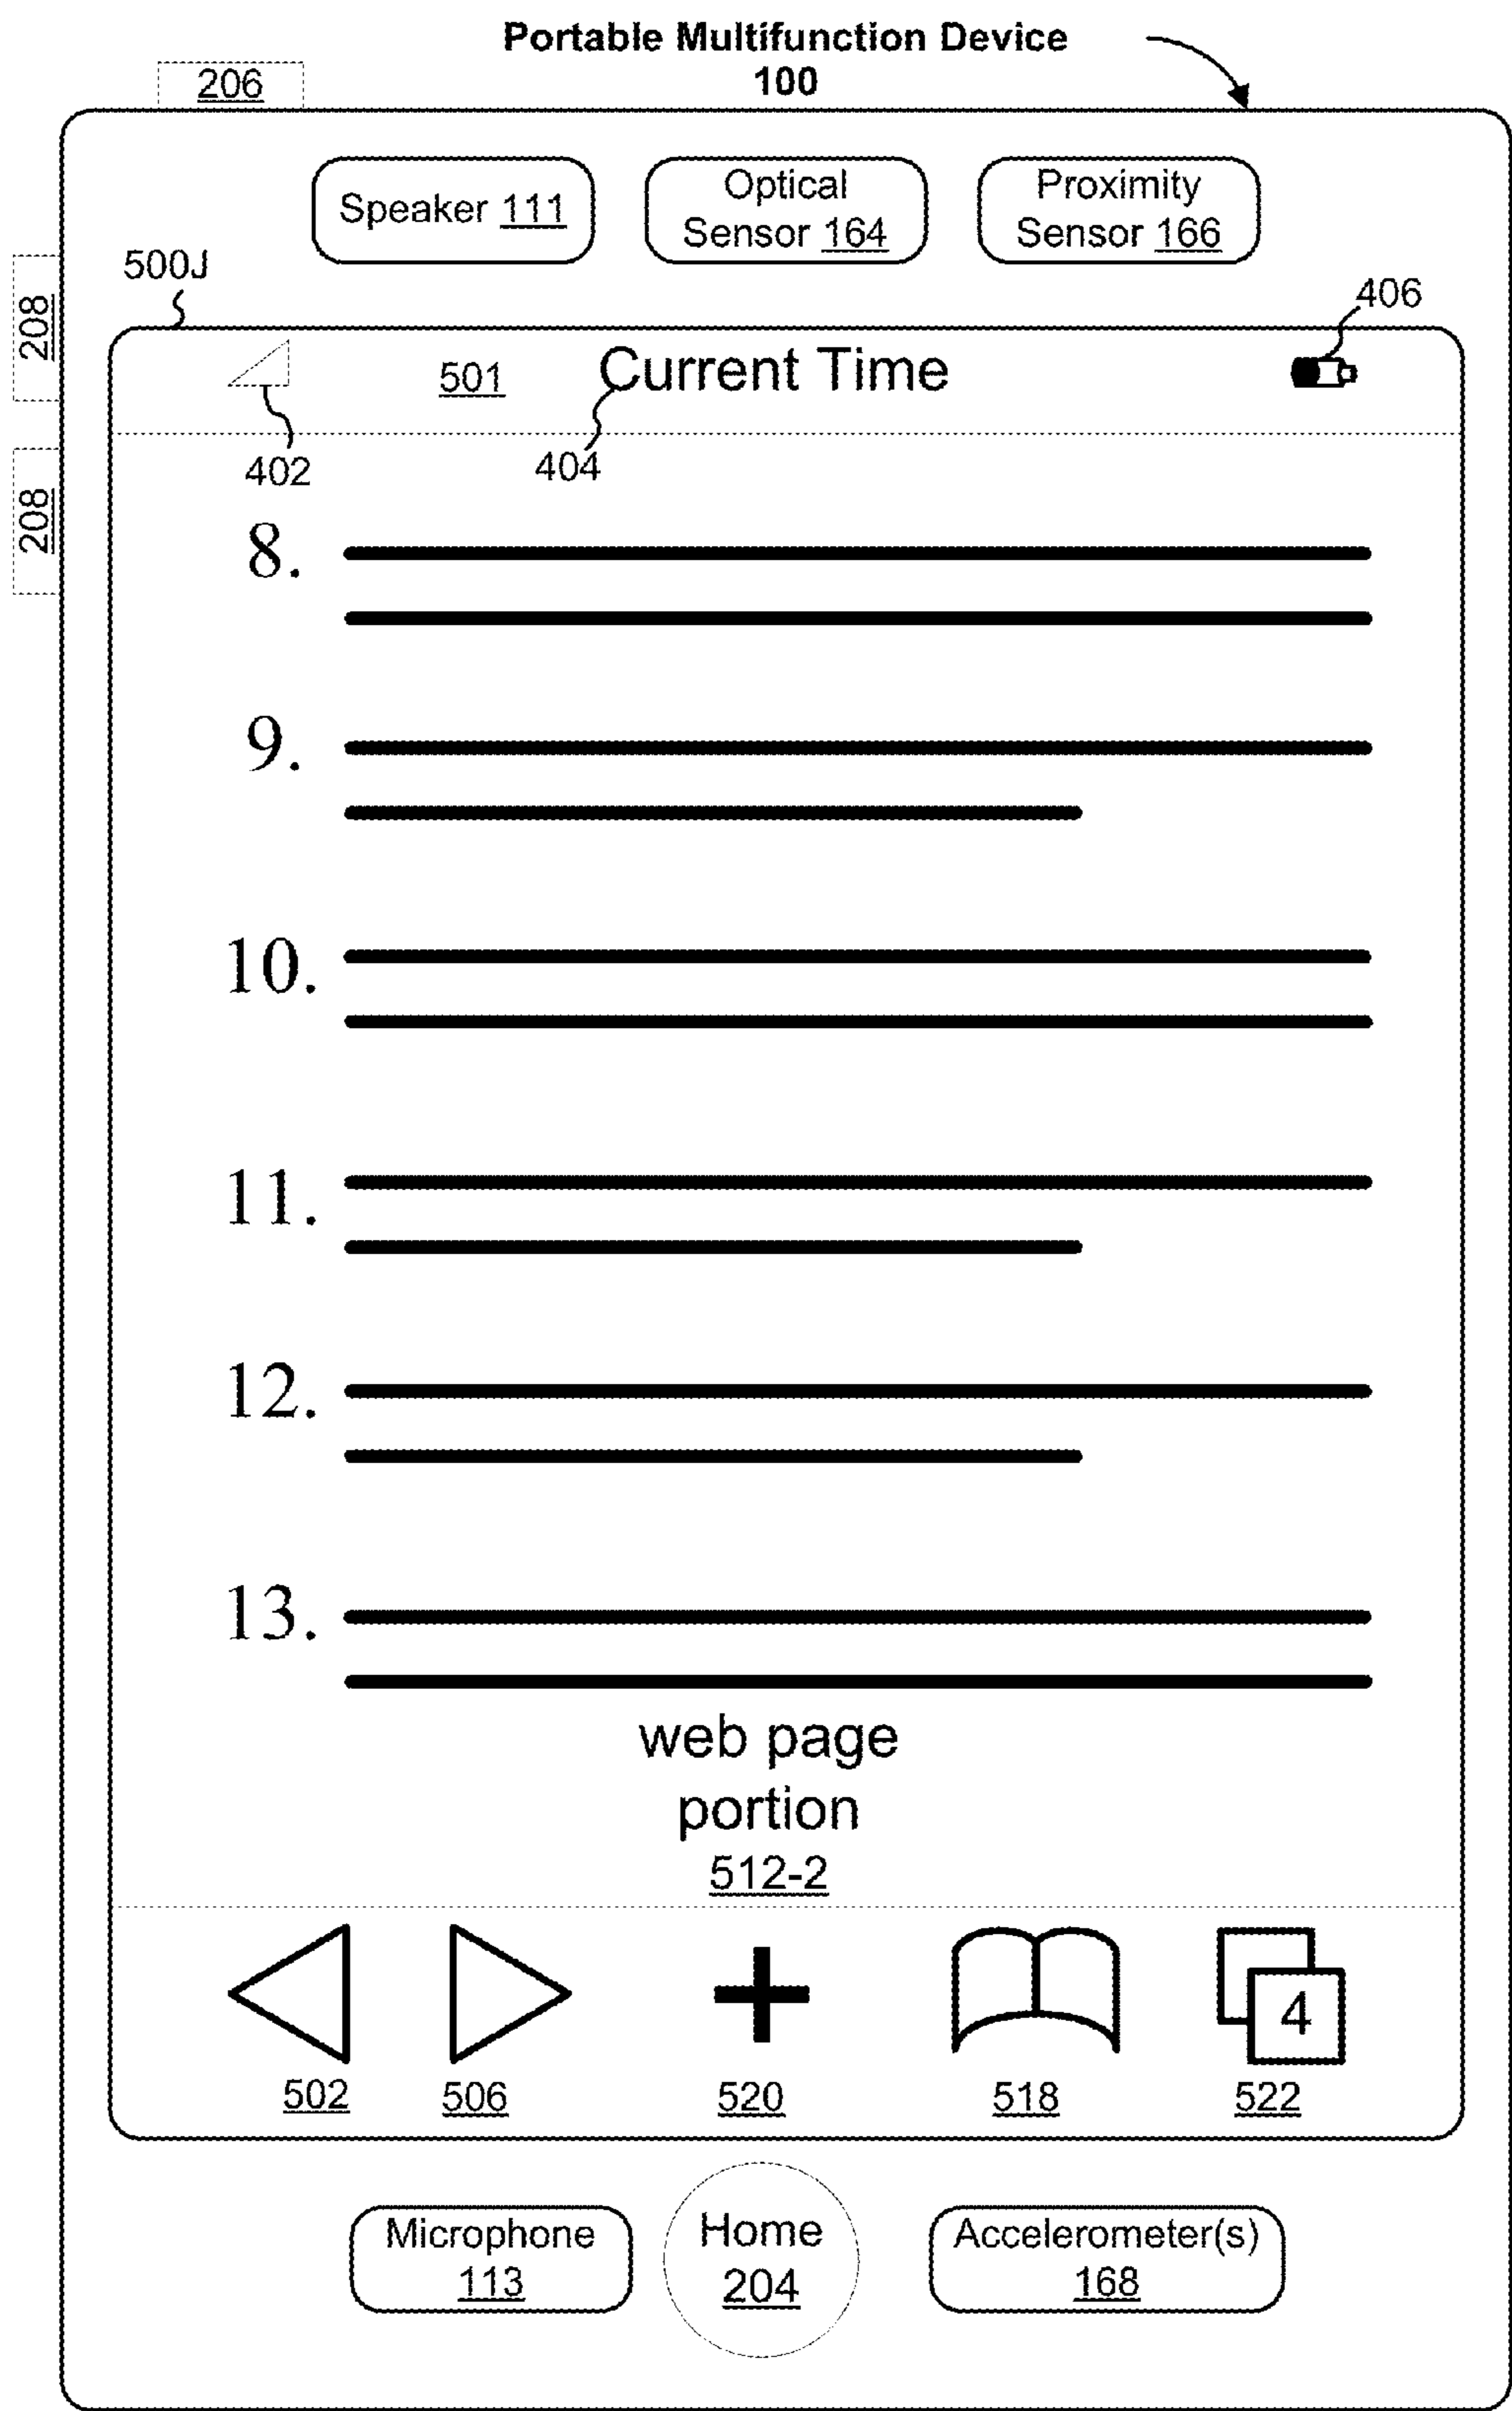 Portable Multifunction Device
100
206
Speaker 111
Optical
Sensor 164
Proximity
Sensor 166
500J
406
208
501
Current Time
402
404
208
8.
9.
10.
11.
12.
13.
web page
portion
512-2
4
502
506
520
518
522
Microphone
113
Home
204
Accelerometer(s)
168